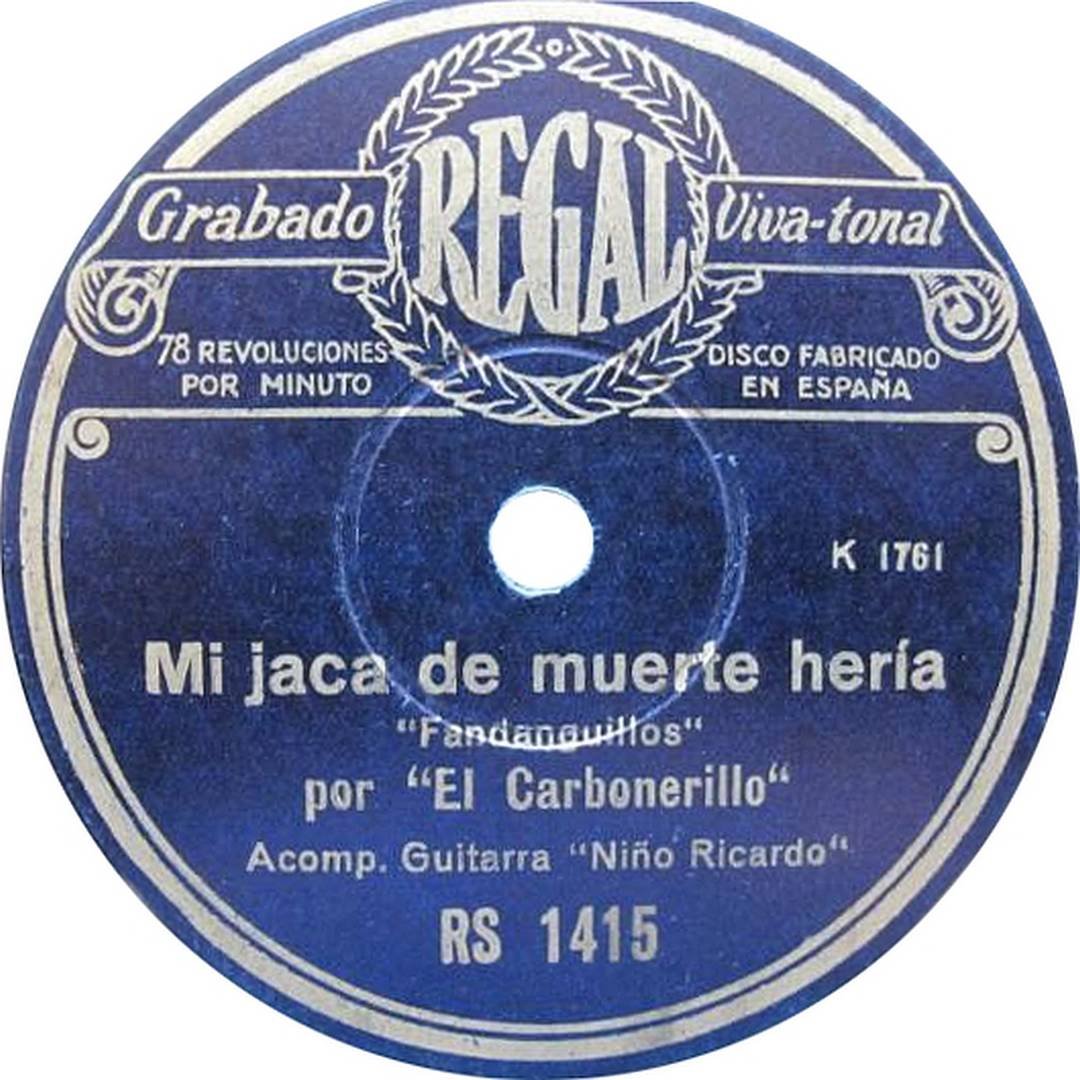 REGAL
Grabado Viva-tonal
78 REVOLUCIONES
POR MINUTO
DISCO FABRICADO
EN ESPAÑA
K 1761
Mi jaca de muerte hería
“Fandanguillos“
por “El Carbonerillo“
Acomp. Guitarra “Niño Ricardo“
RS 1415